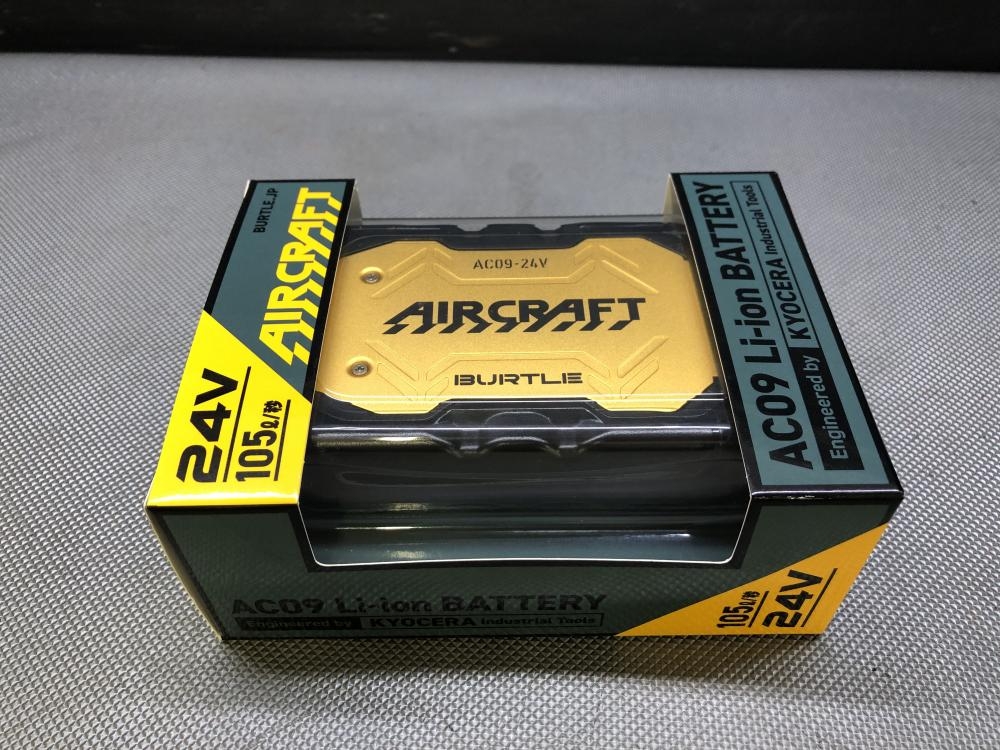 BURTLE.JP
AIRCRAFT
24V
105ℓ/秒
AC09-24V
AIRCRAFT
BURTLE
AC09 Li-ion BATTERY
Engineered by KYOCERA Industrial Tools
AC09 Li-ion BATTERY
Engineered by KYOCERA Industrial Tools
105ℓ/秒
24V